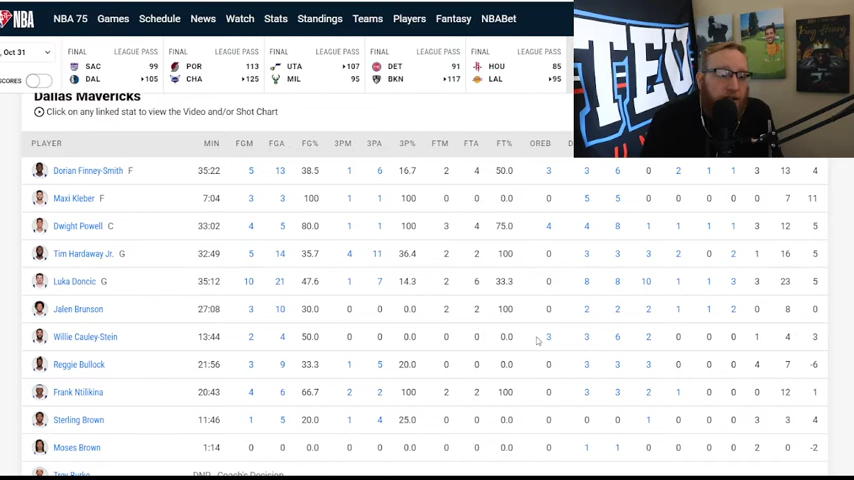 NBA 75 Games Schedule News Watch Stats Standings Teams Players Fantasy NBABet
, Oct 31
SCORES
FINAL LEAGUE PASS
SAC 99
DAL 105
FINAL LEAGUE PASS
POR 113
CHA 125
FINAL LEAGUE PASS
UTA 107
MIL 95
FINAL LEAGUE PASS
DET 91
BKN 117
FINAL LEAGUE PASS
HOU 85
LAL 95
Dallas Mavericks
Click on any linked stat to view the Video and/or Shot Chart
PLAYER MIN FGM FGA FG% 3PM 3PA 3P% FTM FTA FT% OREB
Dorian Finney-Smith F 35:22 5 13 38.5 1 6 16.7 2 4 50.0 3 3 6 0 2 1 1 3 13 4
Maxi Kleber F 7:04 3 3 100 1 1 100 0 0 0.0 0 5 5 0 0 0 0 0 7 11
Dwight Powell C 33:02 4 5 80.0 1 1 100 3 4 75.0 4 4 8 1 1 1 1 3 12 5
Tim Hardaway Jr. G 32:49 5 14 35.7 4 11 36.4 2 2 100 0 3 3 3 2 0 2 1 16 5
Luka Doncic G 35:12 10 21 47.6 1 7 14.3 2 6 33.3 0 8 8 10 1 1 3 3 23 5
Jalen Brunson 27:08 3 10 30.0 0 0 0.0 2 2 100 0 2 2 2 1 1 2 0 8 0
Willie Cauley-Stein 13:44 2 4 50.0 0 0 0.0 0 0 0.0 3 3 6 2 0 0 0 1 4 3
Reggie Bullock 21:56 3 9 33.3 1 5 20.0 0 0 0.0 0 3 3 3 0 0 0 4 7 -6
Frank Ntilikina 20:43 4 6 66.7 2 2 100 2 2 100 0 3 3 2 1 0 0 0 12 1
Sterling Brown 11:46 1 5 20.0 1 4 25.0 0 0 0.0 0 0 0 1 0 0 0 3 3 4
Moses Brown 1:14 0 0 0.0 0 0 0.0 0 0 0.0 0 1 1 0 0 0 0 2 0 -2
Trey Burke DNP - Coach's Decision